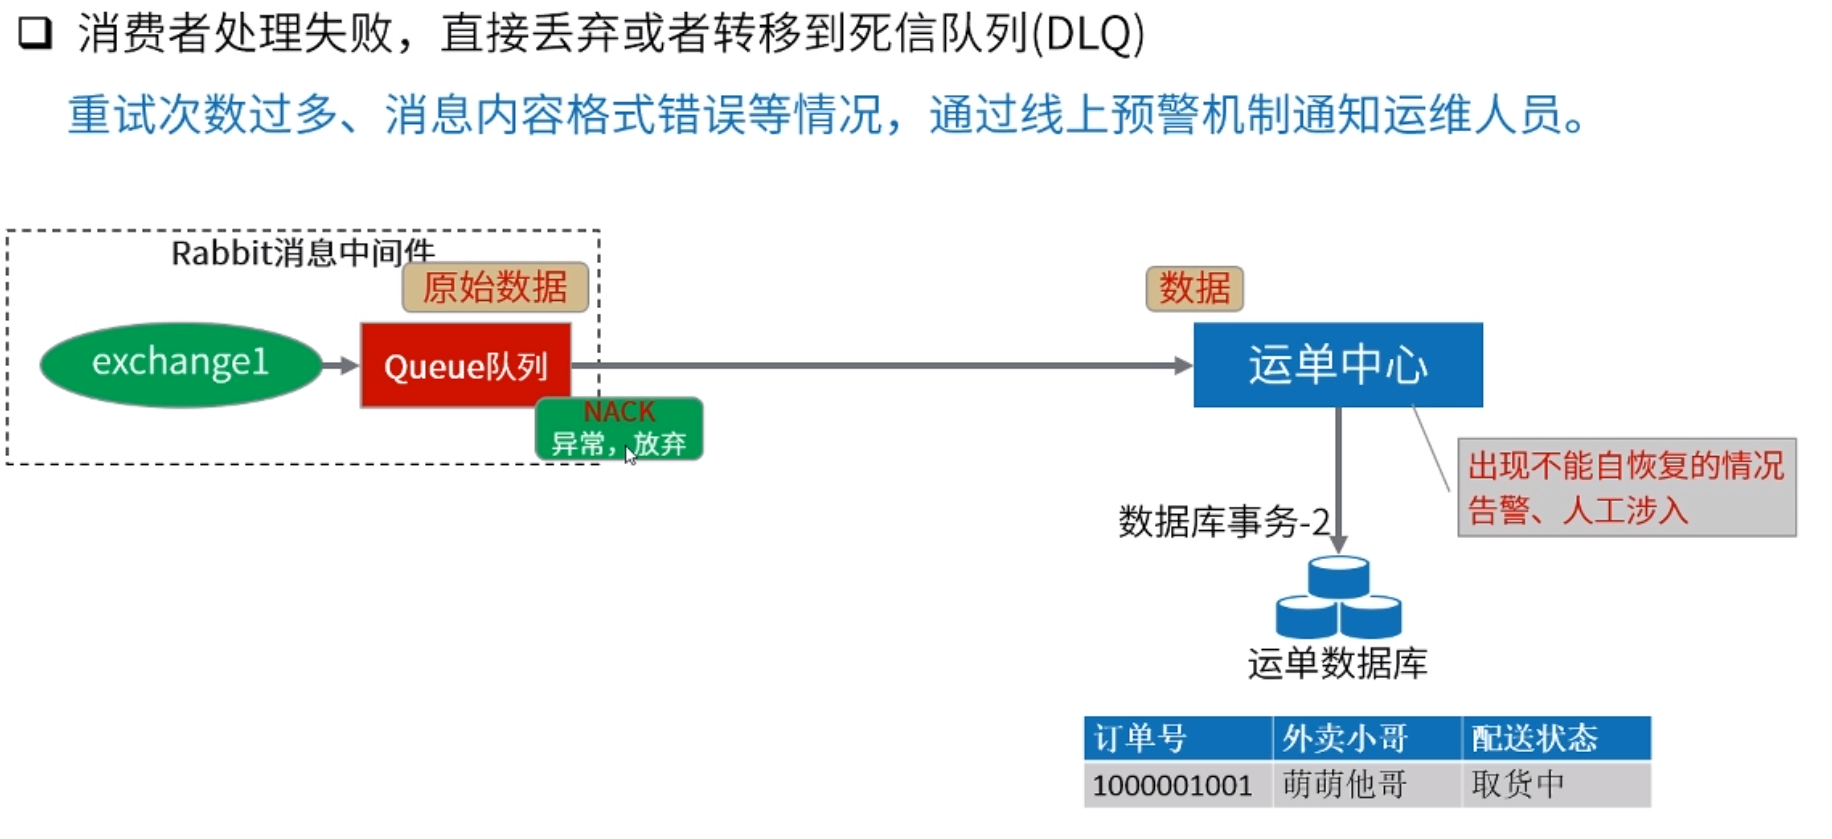 消费者处理失败，直接丢弃或者转移到死信队列(DLQ)
重试次数过多、消息内容格式错误等情况，通过线上预警机制通知运维人员。
Rabbit消息中间件
原始数据
数据
exchange1
Queue队列
运单中心
NACK
异常，放弃
出现不能自恢复的情况
告警、人工涉入
数据库事务-2
运单数据库
订单号 外卖小哥 配送状态
1000001001 萌萌他哥 取货中